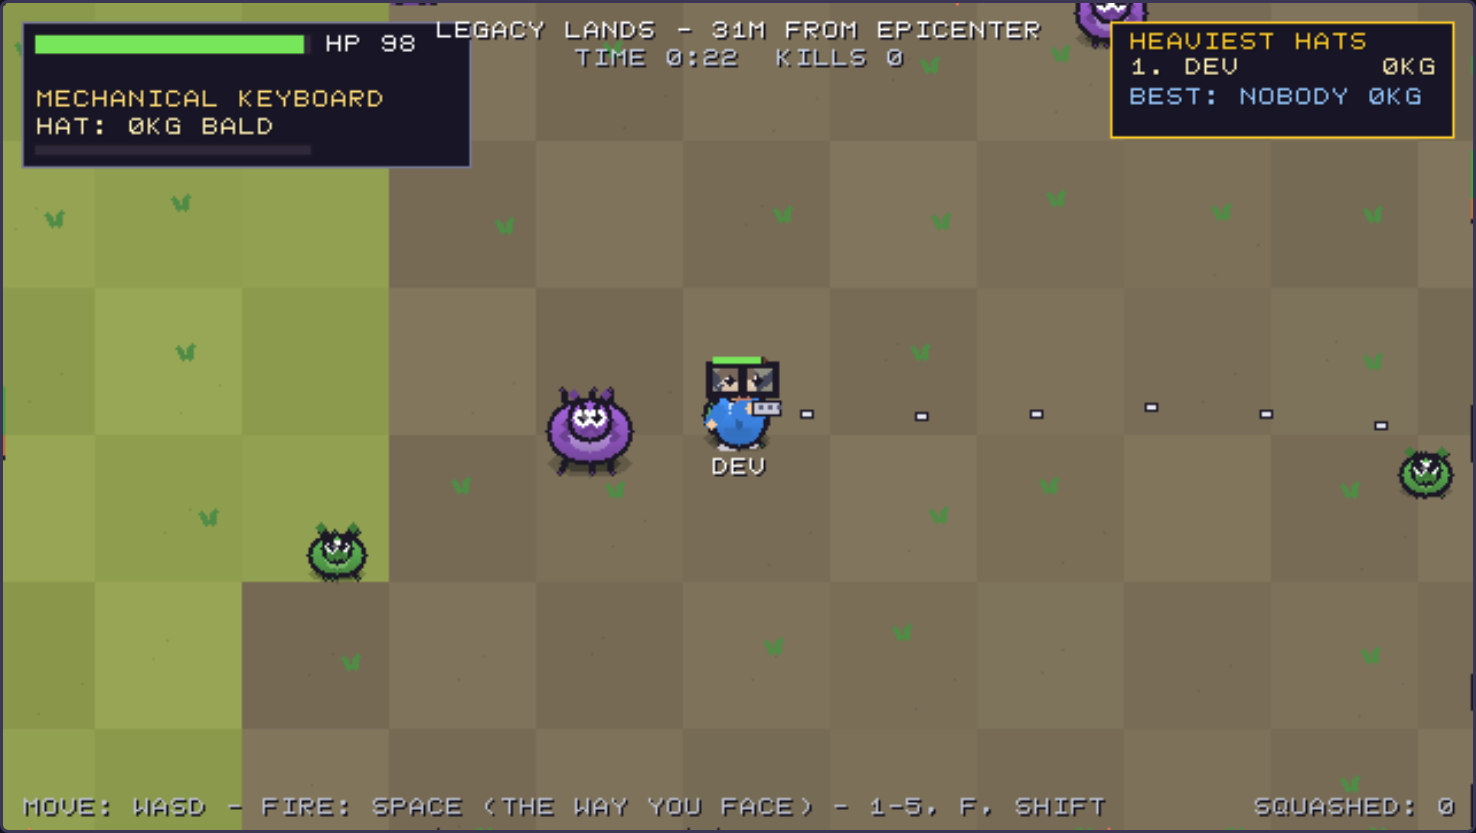 LEGACY LANDS - 31M FROM EPICENTER
TIME 0:22 KILLS 0
HP 98
MECHANICAL KEYBOARD
HAT: 0KG BALD
HEAVIEST HATS
1. DEV 0KG
BEST: NOBODY 0KG
DEV
MOVE: WASD - FIRE: SPACE (THE WAY YOU FACE) - 1-5, F, SHIFT
SQUASHED: 0